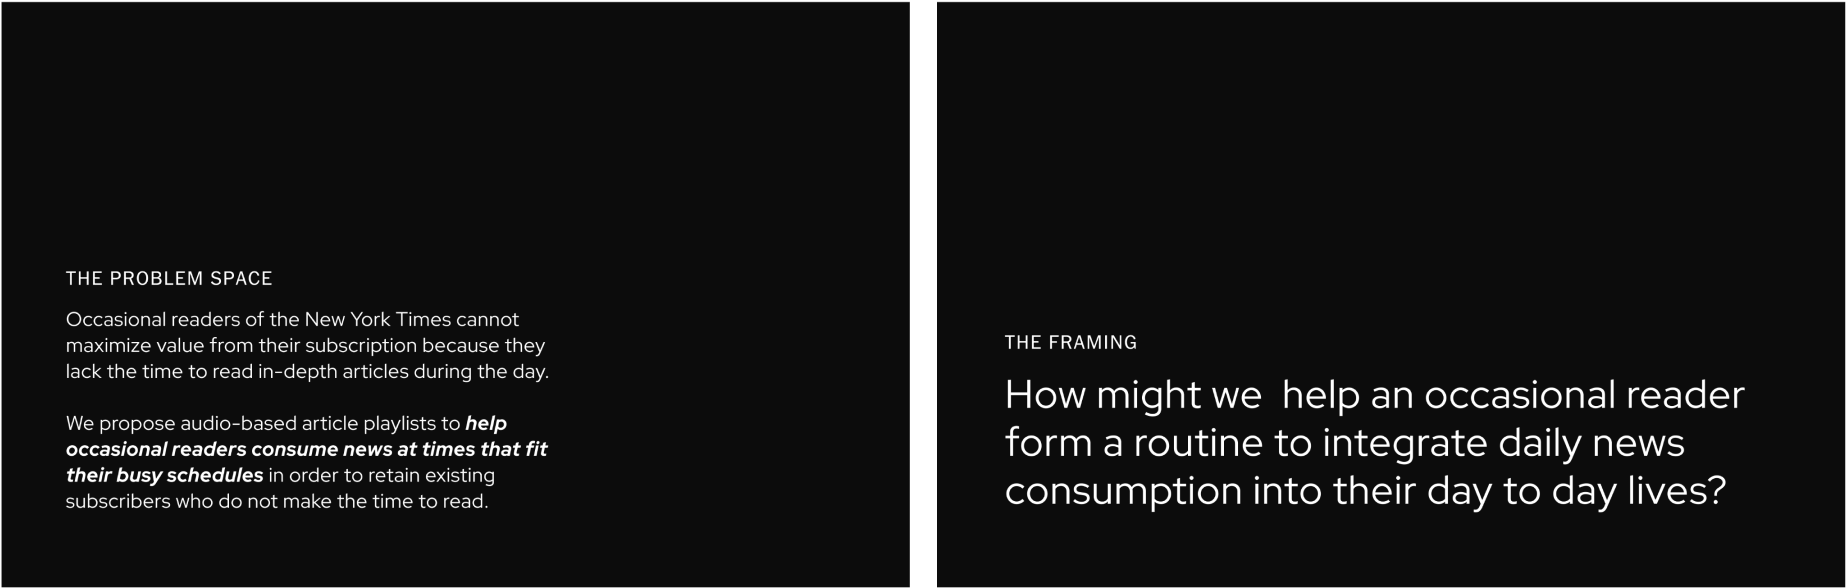 THE PROBLEM SPACE
Occasional readers of the New York Times cannot
maximize value from their subscription because they
lack the time to read in-depth articles during the day.
We propose audio-based article playlists to help
occasional readers consume news at times that fit
their busy schedules in order to retain existing
subscribers who do not make the time to read.
THE FRAMING
How might we  help an occasional reader
form a routine to integrate daily news
consumption into their day to day lives?